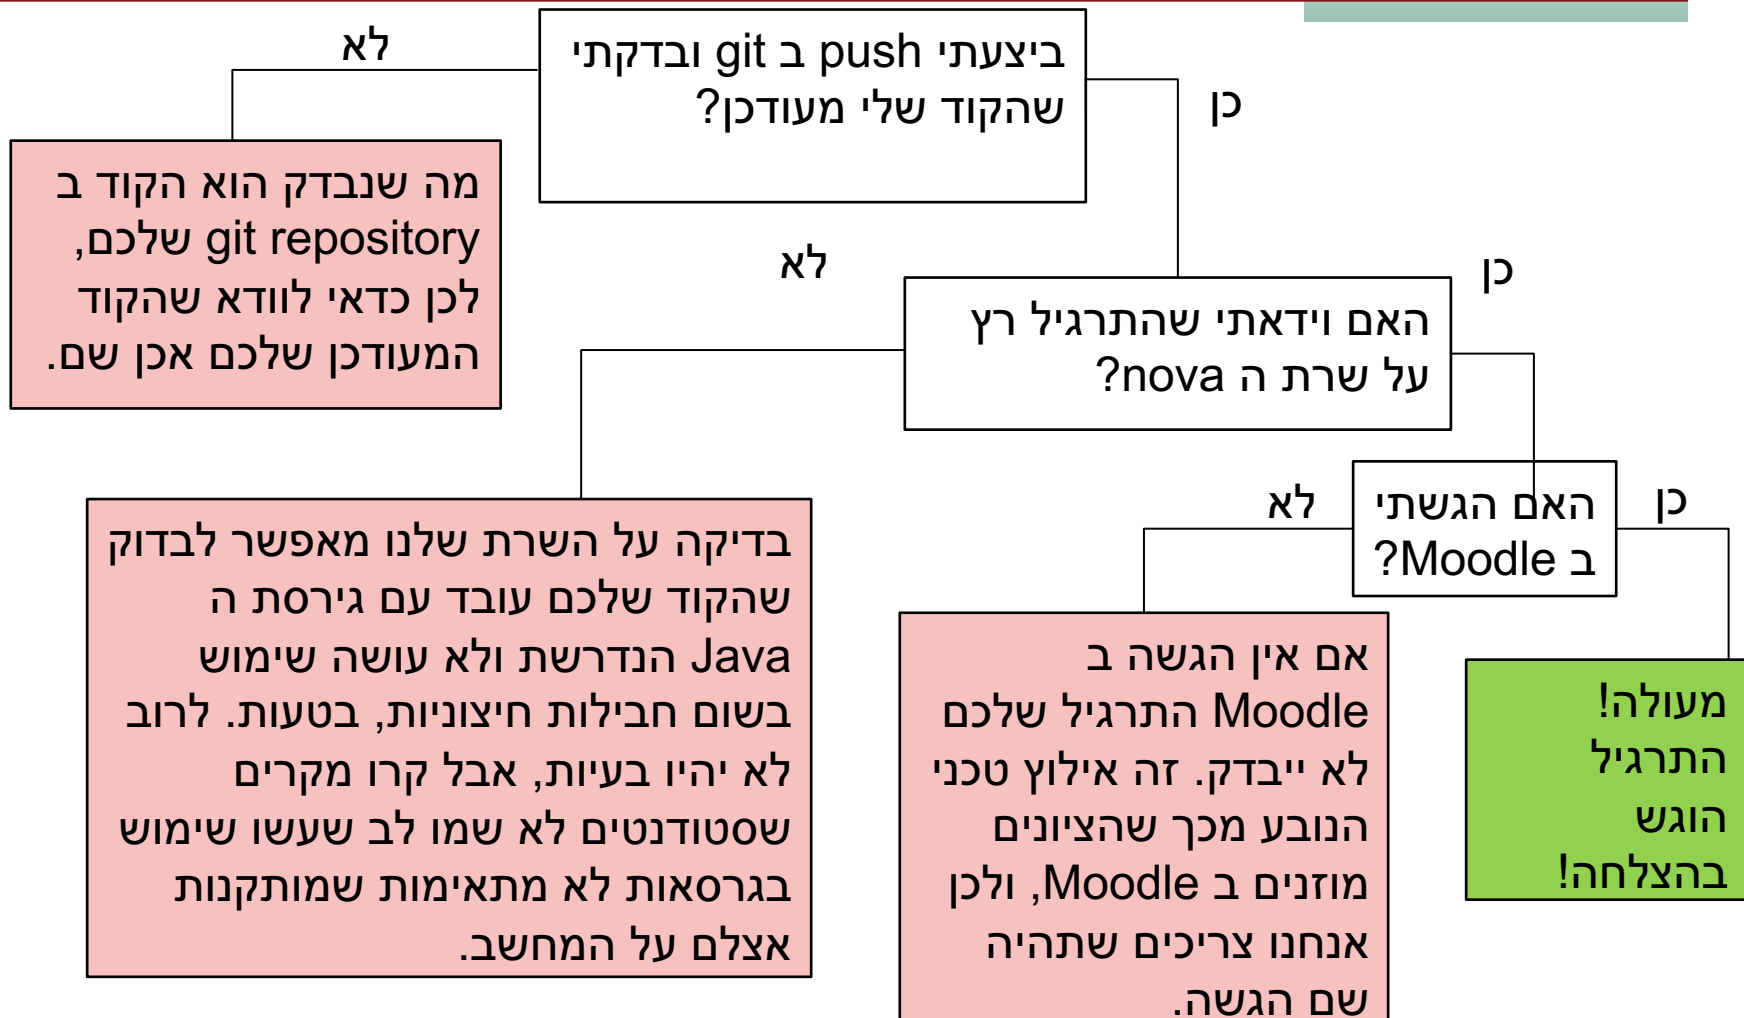 ביצעתי push ב git ובדקתי
שהקוד שלי מעודכן?
לא
כן
מה שנבדק הוא הקוד ב
git repository שלכם,
לכן כדאי לוודא שהקוד
המעודכן שלכם אכן שם.
האם וידאתי שהתרגיל רץ
על שרת ה nova?
לא
כן
בדיקה על השרת שלנו מאפשר לבדוק
שהקוד שלכם עובד עם גירסת ה
Java הנדרשת ולא עושה שימוש
בשום חבילות חיצוניות, בטעות. לרוב
לא יהיו בעיות, אבל קרו מקרים
שסטודנטים לא שמו לב שעשו שימוש
בגרסאות לא מתאימות שמותקנות
אצלם על המחשב.
האם הגשתי
ב Moodle?
לא
כן
אם אין הגשה ב
Moodle התרגיל שלכם
לא ייבדק. זה אילוץ טכני
הנובע מכך שהציונים
מוזנים ב Moodle, ולכן
אנחנו צריכים שתהיה
שם הגשה.
מעולה!
התרגיל
הוגש
בהצלחה!